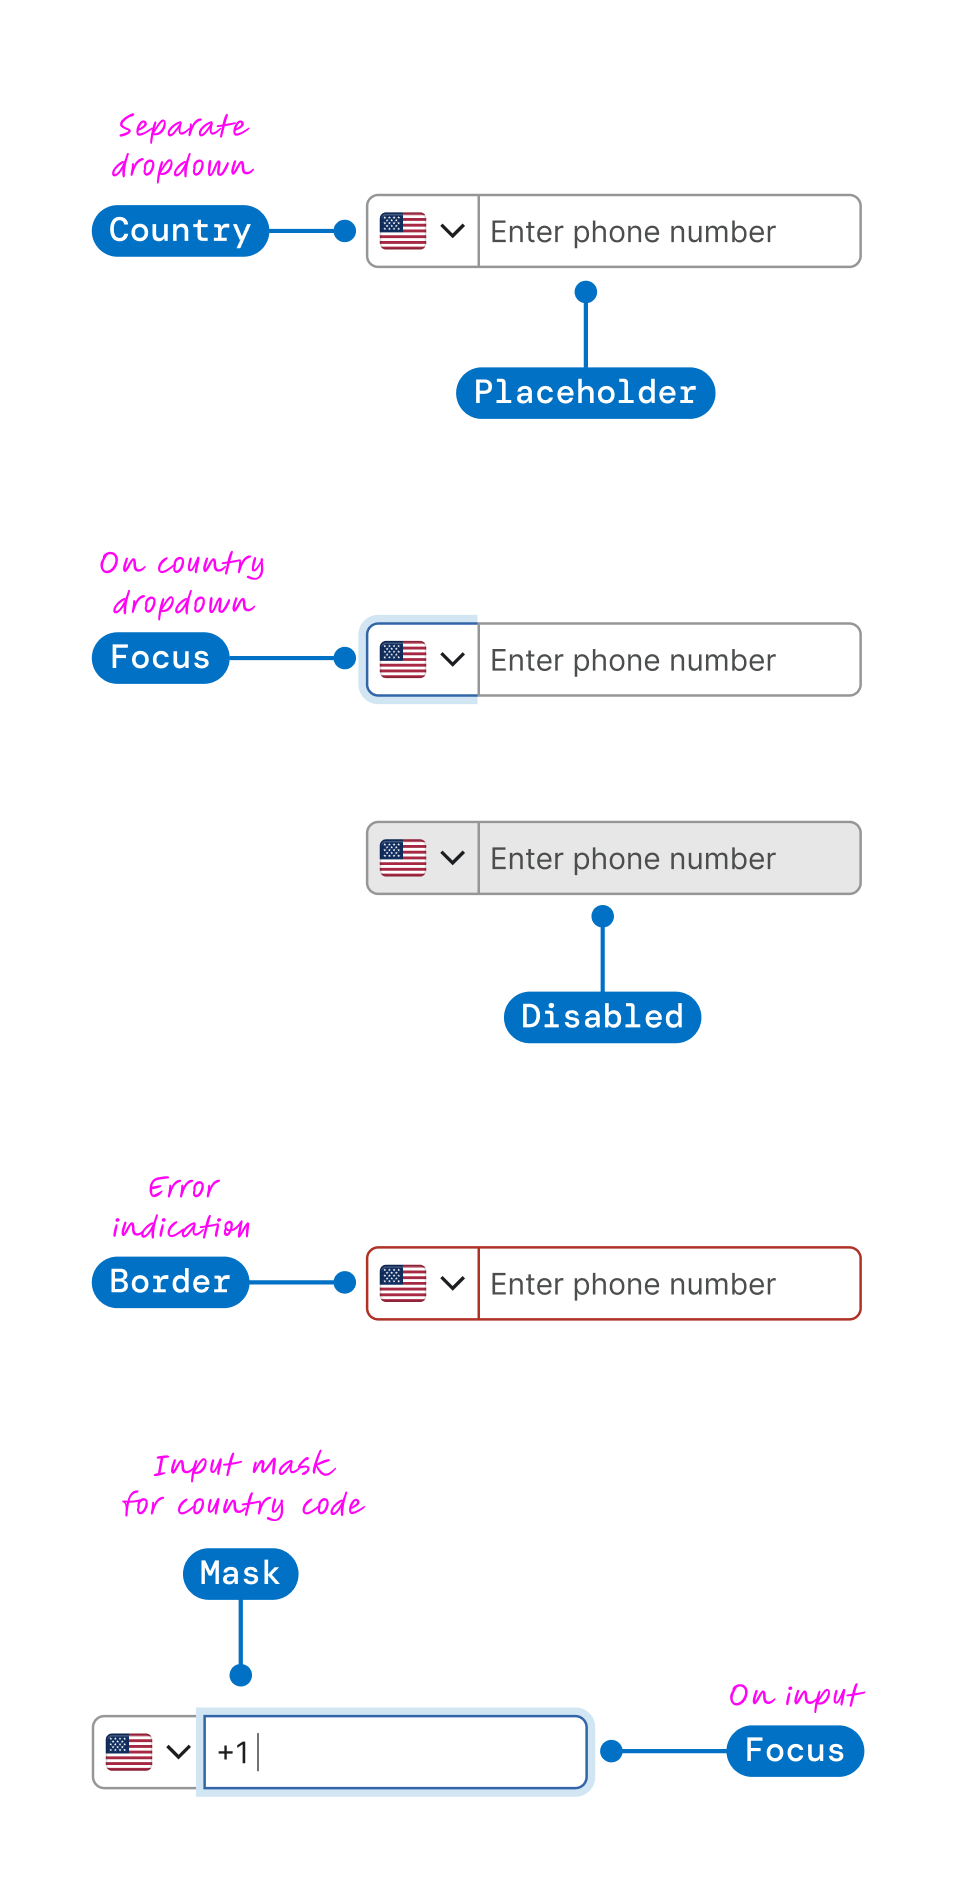 Separate
dropdown
Country
Enter phone number
Placeholder
On country
dropdown
Focus
Enter phone number
Enter phone number
Disabled
Error
indication
Border
Enter phone number
Input mask
for country code
Mask
On input
+1
Focus